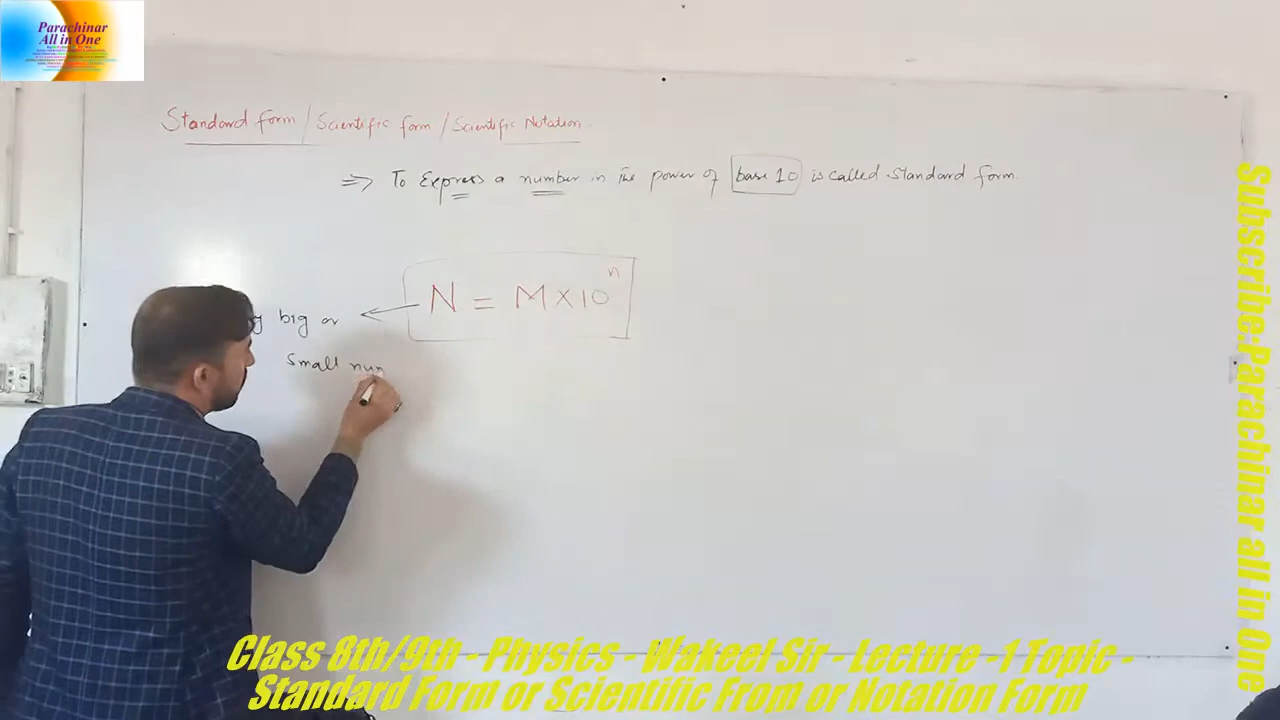 Parachinar
All in One
Standard form / Scientific form / Scientific Notation
⇒ To Express a number in the power of base 10 is called standard form.
N = M × 10ⁿ
big or
Small num
Subscribe:Parachinar all in One
Class 8th/9th - Physics - Wakeel Sir Lecture -1 Topic -
Standard Form or Scientific From or Notation Form